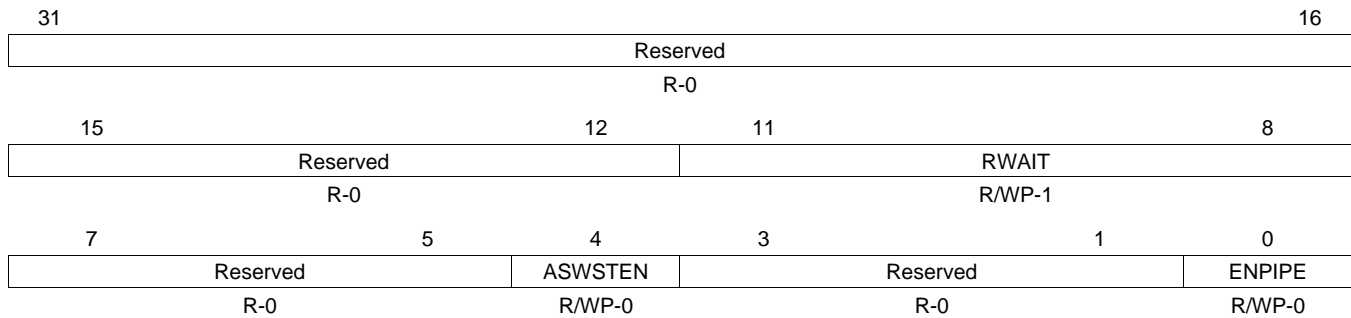 31 16
Reserved
R-0
15 12 11 8
Reserved RWAIT
R-0 R/WP-1
7 5 4 3 1 0
Reserved ASWSTEN Reserved ENPIPE
R-0 R/WP-0 R-0 R/WP-0